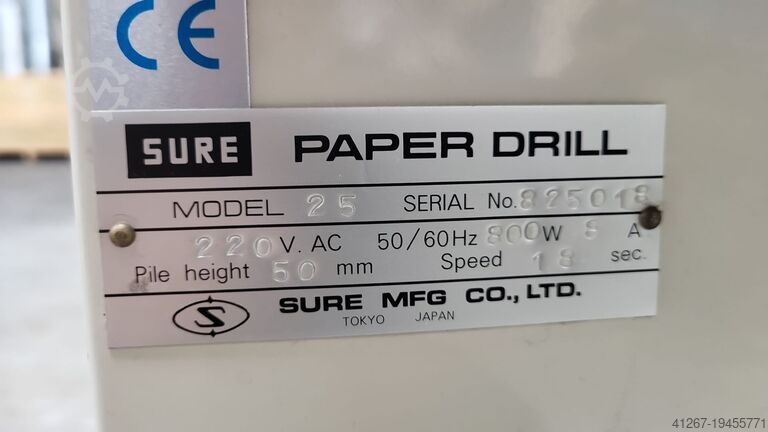 CE
SURE PAPER DRILL
MODEL 25 SERIAL No. 825018
220 V. AC 50/60Hz 800W 8 A
Pile height 50 mm Speed 18 sec.
S SURE MFG CO., LTD.
TOKYO JAPAN
41267-19455771